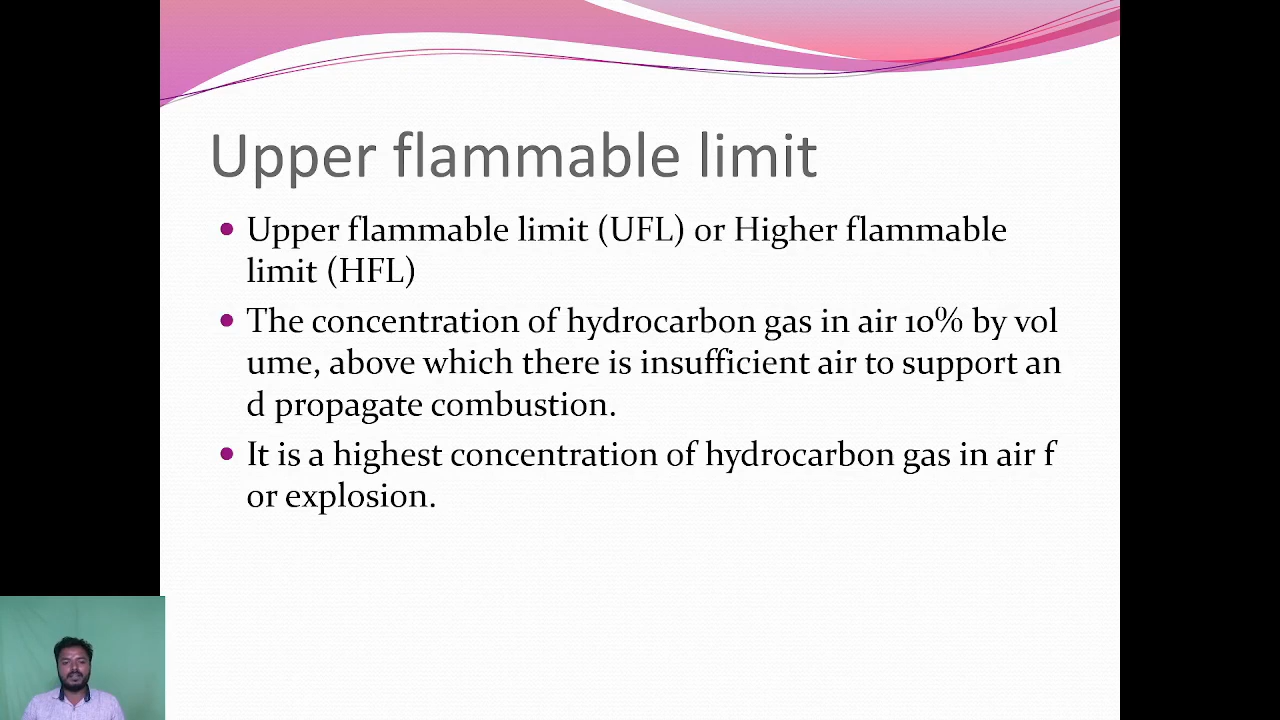 Upper flammable limit
Upper flammable limit (UFL) or Higher flammable
limit (HFL)
The concentration of hydrocarbon gas in air 10% by vol
ume, above which there is insufficient air to support an
d propagate combustion.
It is a highest concentration of hydrocarbon gas in air f
or explosion.